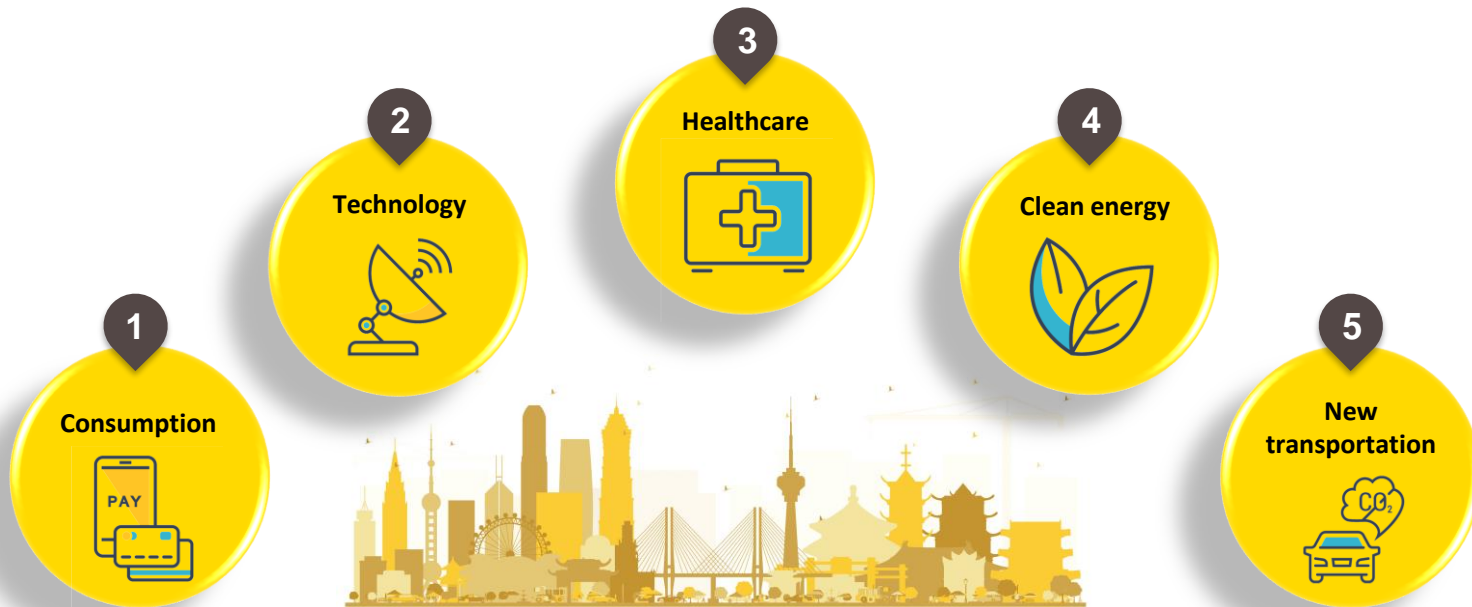 1
Consumption
PAY
2
Technology
3
Healthcare
4
Clean energy
5
New
transportation
CO₂